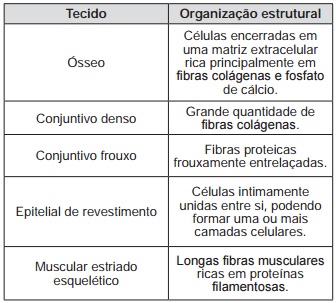 Tecido Organização estrutural
Ósseo
Células encerradas em
uma matriz extracelular
rica principalmente em
fibras colágenas e fosfato
de cálcio.
Conjuntivo denso
Grande quantidade de
fibras colágenas.
Conjuntivo frouxo
Fibras proteicas
frouxamente entrelaçadas.
Epitelial de revestimento
Células intimamente
unidas entre si, podendo
formar uma ou mais
camadas celulares.
Muscular estriado
esquelético
Longas fibras musculares
ricas em proteínas
filamentosas.